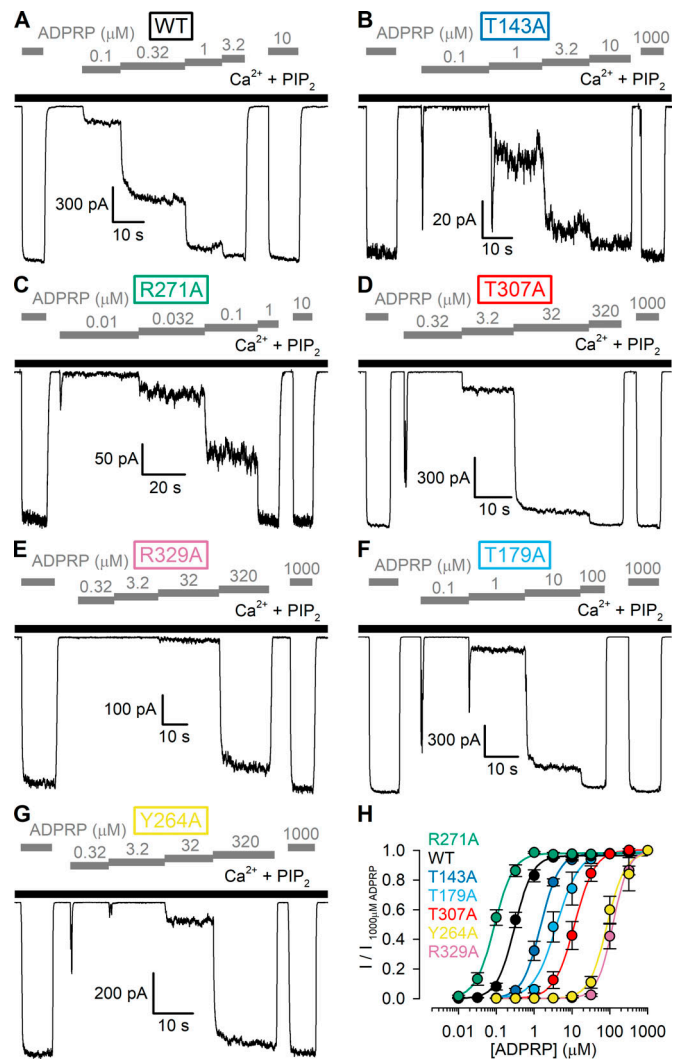 A
WT
ADPRP (μM)
0.1
0.32
1
3.2
10
Ca2+ + PIP2
300 pA
10 s
B
T143A
ADPRP (μM)
0.1
1
3.2
10
1000
Ca2+ + PIP2
20 pA
10 s
C
R271A
ADPRP (μM)
0.01
0.032
0.1
1
10
Ca2+ + PIP2
50 pA
20 s
D
T307A
ADPRP (μM)
0.32
3.2
32
320
1000
Ca2+ + PIP2
300 pA
10 s
E
R329A
ADPRP (μM)
0.32
3.2
32
320
1000
Ca2+ + PIP2
100 pA
10 s
F
T179A
ADPRP (μM)
0.1
1
10
100
1000
Ca2+ + PIP2
300 pA
10 s
G
Y264A
ADPRP (μM)
0.32
3.2
32
320
1000
Ca2+ + PIP2
200 pA
10 s
H
R271A
WT
T143A
T179A
T307A
Y264A
R329A
I / I 1000μM ADPRP
1.0
0.8
0.6
0.4
0.2
0.0
0.01 0.1 1 10 100 1000
[ADPRP] (μM)